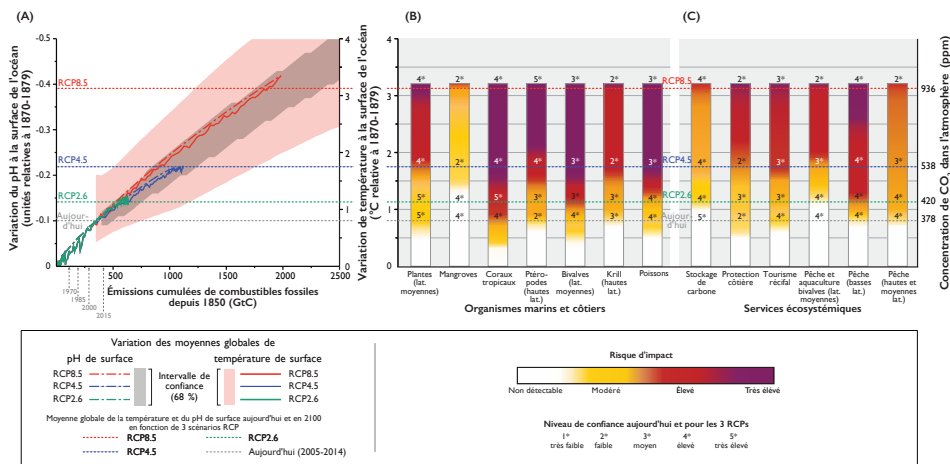 (A)
Variation du pH à la surface de l'océan
(unités relatives à 1870-1879)
-0.5
-0.4
-0.3
-0.2
-0.1
0
RCP8.5
RCP4.5
RCP2.6
Aujour-
d'hui
4
3
2
1
0
500
1000
1500
2000
2500
1970
1985
2000
2015
Émissions cumulées de combustibles fossiles
depuis 1850 (GtC)
Variation de température à la surface de l'océan
(°C relative à 1870-1879)
(B)
4
3
2
1
0
4* 2* 4* 5* 3* 2* 3*
RCP8.5
4* 2* 4* 4* 3* 2* 3*
RCP4.5
5* 4* 5* 3* 4* 3* 4*
RCP2.6
5* 4* 4* 2* 4* 3* 4*
Aujour-
d'hui
Plantes
(lat.
moyennes)
Mangroves
Coraux
tropicaux
Ptéro-
podes
(hautes
lat.)
Bivalves
(lat.
moyennes)
Krill
(hautes
lat.)
Poissons
Organismes marins et côtiers
(C)
4* 2* 3* 2* 4* 2*
936
4* 2* 3* 3* 4* 3*
538
4* 3* 4* 4* 4* 4*
420
5* 3* 4* 4* 4*
378
Concentration de CO₂ dans l'atmosphère (ppm)
Stockage
de carbone
Protection
côtière
Tourisme
récifal
Pêche et
aquaculture
bivalves (lat.
moyennes)
Pêche
(basses
lat.)
Pêche
(hautes et
moyennes lat.)
Services écosystémiques
Variation des moyennes globales de
pH de surface
température de surface
RCP8.5
RCP4.5
RCP2.6
Intervalle de
confiance
(68 %)
RCP8.5
RCP4.5
RCP2.6
Moyenne globale de la température et du pH de surface aujourd'hui et en 2100
en fonction de 3 scénarios RCP
RCP8.5
RCP2.6
RCP4.5
Aujourd'hui (2005-2014)
Risque d'impact
Non détectable
Modéré
Élevé
Très élevé
Niveau de confiance aujourd'hui et pour les 3 RCPs
1* 2* 3* 4* 5*
très faible faible moyen élevé très élevé